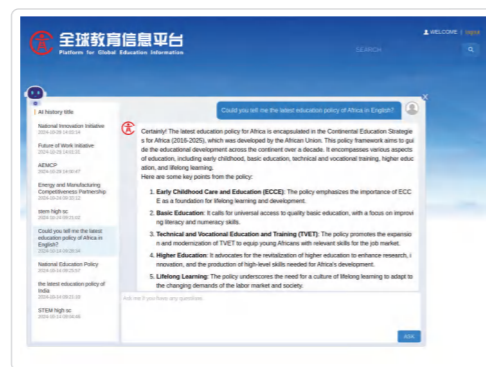 全球教育信息平台
Platform for Global Education Information
WELCOME |
SEARCH
AI history title
National Innovation Initiative
Future of Work Initiative
AEMCP
Energy and Manufacturing
Competitiveness Partnership
stem high sc
Could you tell me the latest
education policy of Africa in
English?
National Education Policy
the latest education policy of
India
STEM high sc
Could you tell me the latest education policy of Africa in English?
Certainly! The latest education policy for Africa is encapsulated in the Continental Education Strategie
s for Africa (2016-2025), which was developed by the African Union. This policy framework aims to gui
de the educational development across the continent over a decade. It encompasses various aspects
of education, including early childhood, basic education, technical and vocational training, higher educ
ation, and lifelong learning.
Here are some key points from the policy:
1. Early Childhood Care and Education (ECCE): The policy emphasizes the importance of ECC
E as a foundation for lifelong learning and development.
2. Basic Education: It calls for universal access to quality basic education, with a focus on improvi
ng literacy and numeracy skills.
3. Technical and Vocational Education and Training (TVET): The policy promotes the expansio
n and modernization of TVET to equip young Africans with relevant skills for the job market.
4. Higher Education: It advocates for the revitalization of higher education to enhance research, i
nnovation, and the production of high-level skills needed for Africa's development.
5. Lifelong Learning: The policy underscores the need for a culture of lifelong learning to adapt to
the changing demands of the labor market and society.
Ask me if you have any questions
ASK